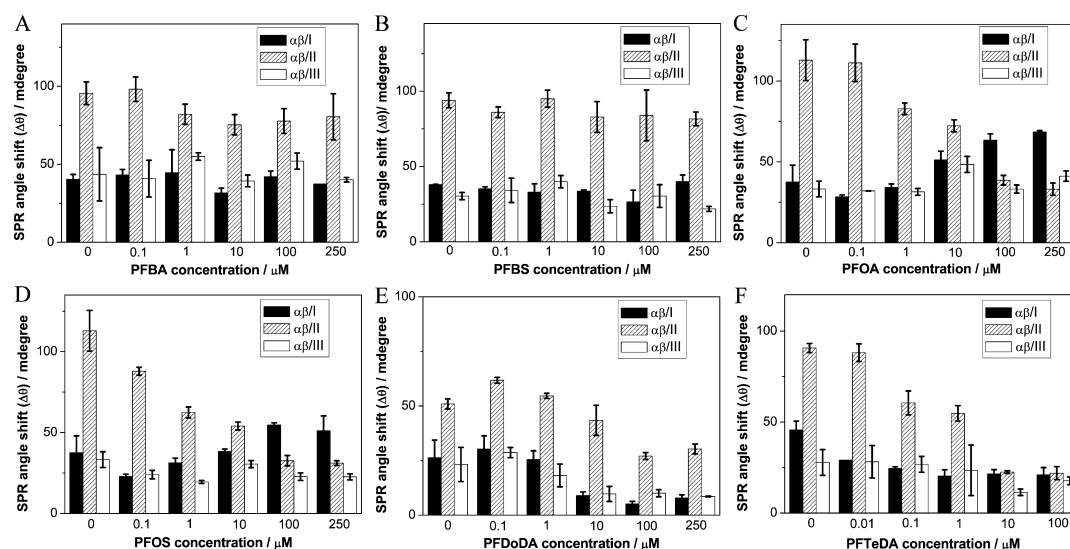 A
SPR angle shift (Δθ) / mdegree
100
50
0
αβ/I
αβ/II
αβ/III
0 0.1 1 10 100 250
PFBA concentration / μM
B
SPR angle shift (Δθ)/ mdegree
100
50
0
αβ/I
αβ/II
αβ/III
0 0.1 1 10 100 250
PFBS concentration / μM
C
SPR angle shift (Δθ) / mdegree
100
50
0
αβ/I
αβ/II
αβ/III
0 0.1 1 10 100 250
PFOA concentration / μM
D
SPR angle shift (Δθ) / mdegree
100
50
0
αβ/I
αβ/II
αβ/III
0 0.1 1 10 100 250
PFOS concentration / μM
E
SPR angle shift (Δθ) / mdegree
100
50
0
αβ/I
αβ/II
αβ/III
0 0.1 1 10 100 250
PFDoDA concentration / μM
F
SPR angle shift (Δθ) / mdegree
100
50
0
αβ/I
αβ/II
αβ/III
0 0.01 0.1 1 10 100
PFTeDA concentration / μM